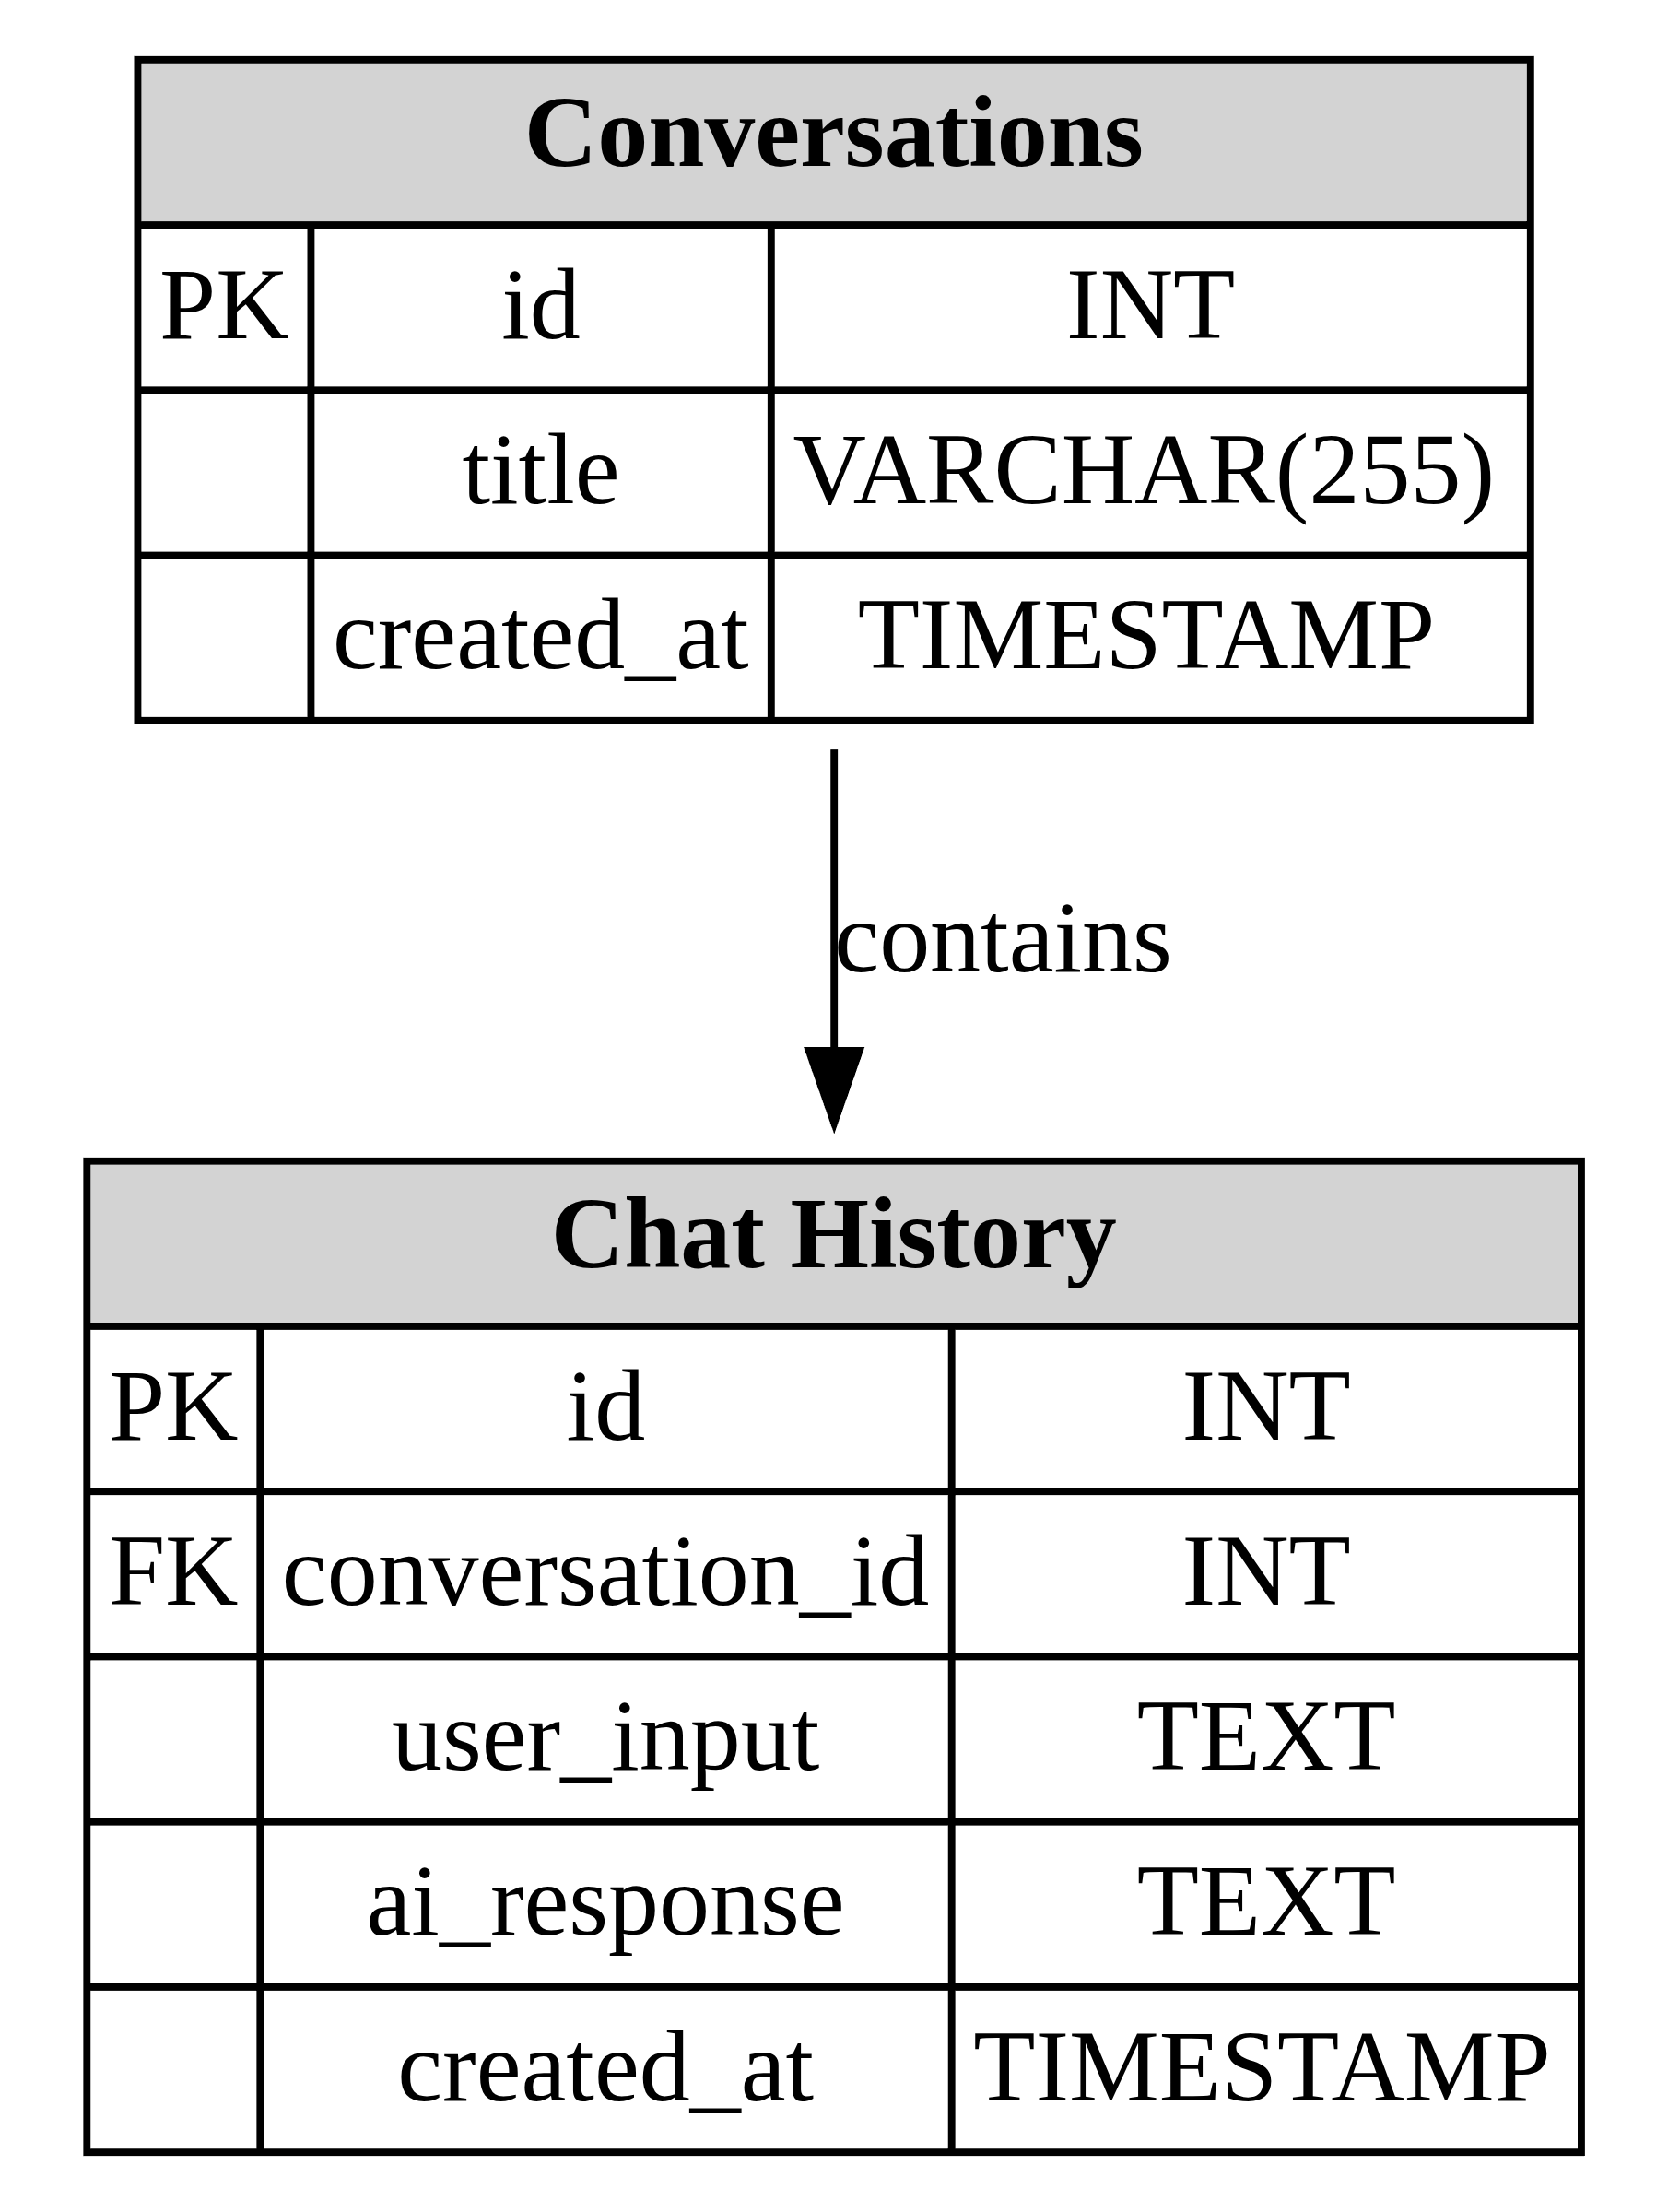 Conversations
PK id INT
title VARCHAR(255)
created_at TIMESTAMP
contains
Chat History
PK id INT
FK conversation_id INT
user_input TEXT
ai_response TEXT
created_at TIMESTAMP